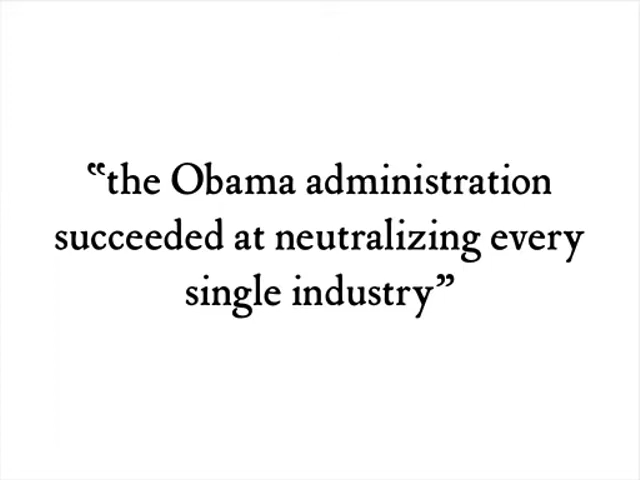 “the Obama administration
succeeded at neutralizing every
single industry”